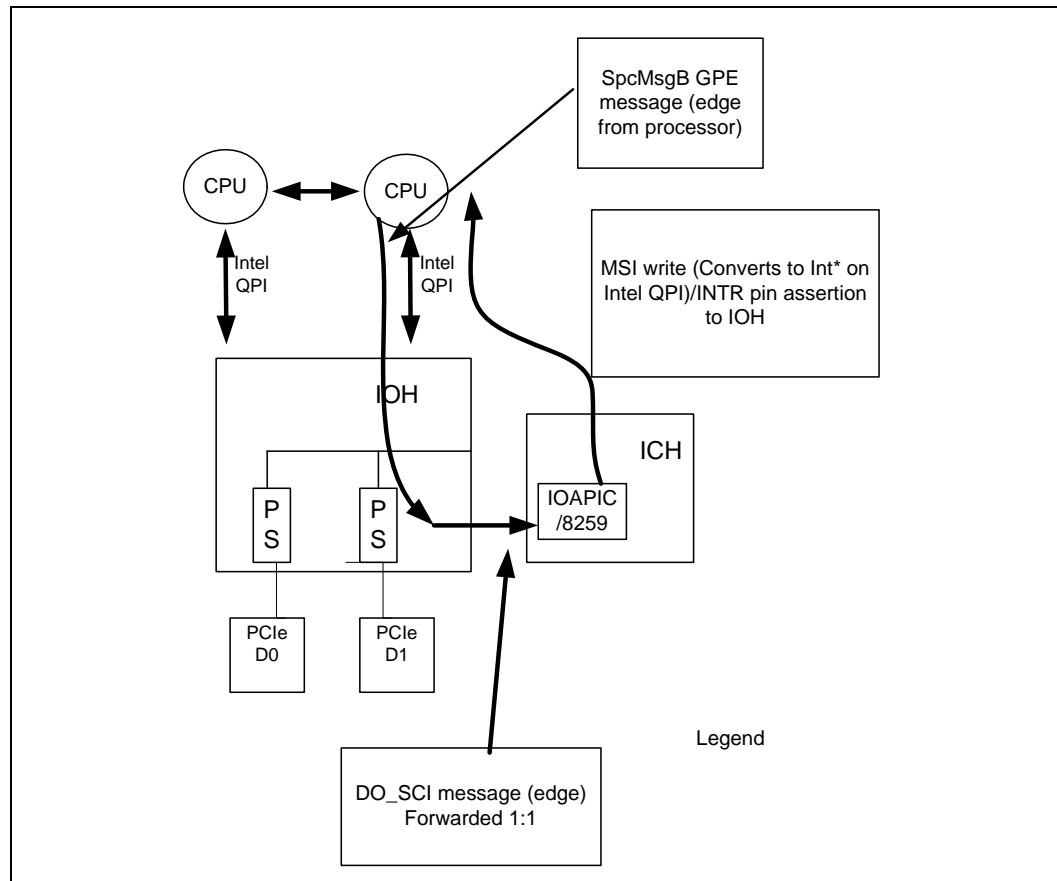 SpcMsgB GPE
message (edge
from processor)
CPU
CPU
Intel
QPI
Intel
QPI
MSI write (Converts to Int* on
Intel QPI)/INTR pin assertion
to IOH
IOH
ICH
P
S
P
S
IOAPIC
/8259
PCIe
D0
PCIe
D1
Legend
DO_SCI message (edge)
Forwarded 1:1